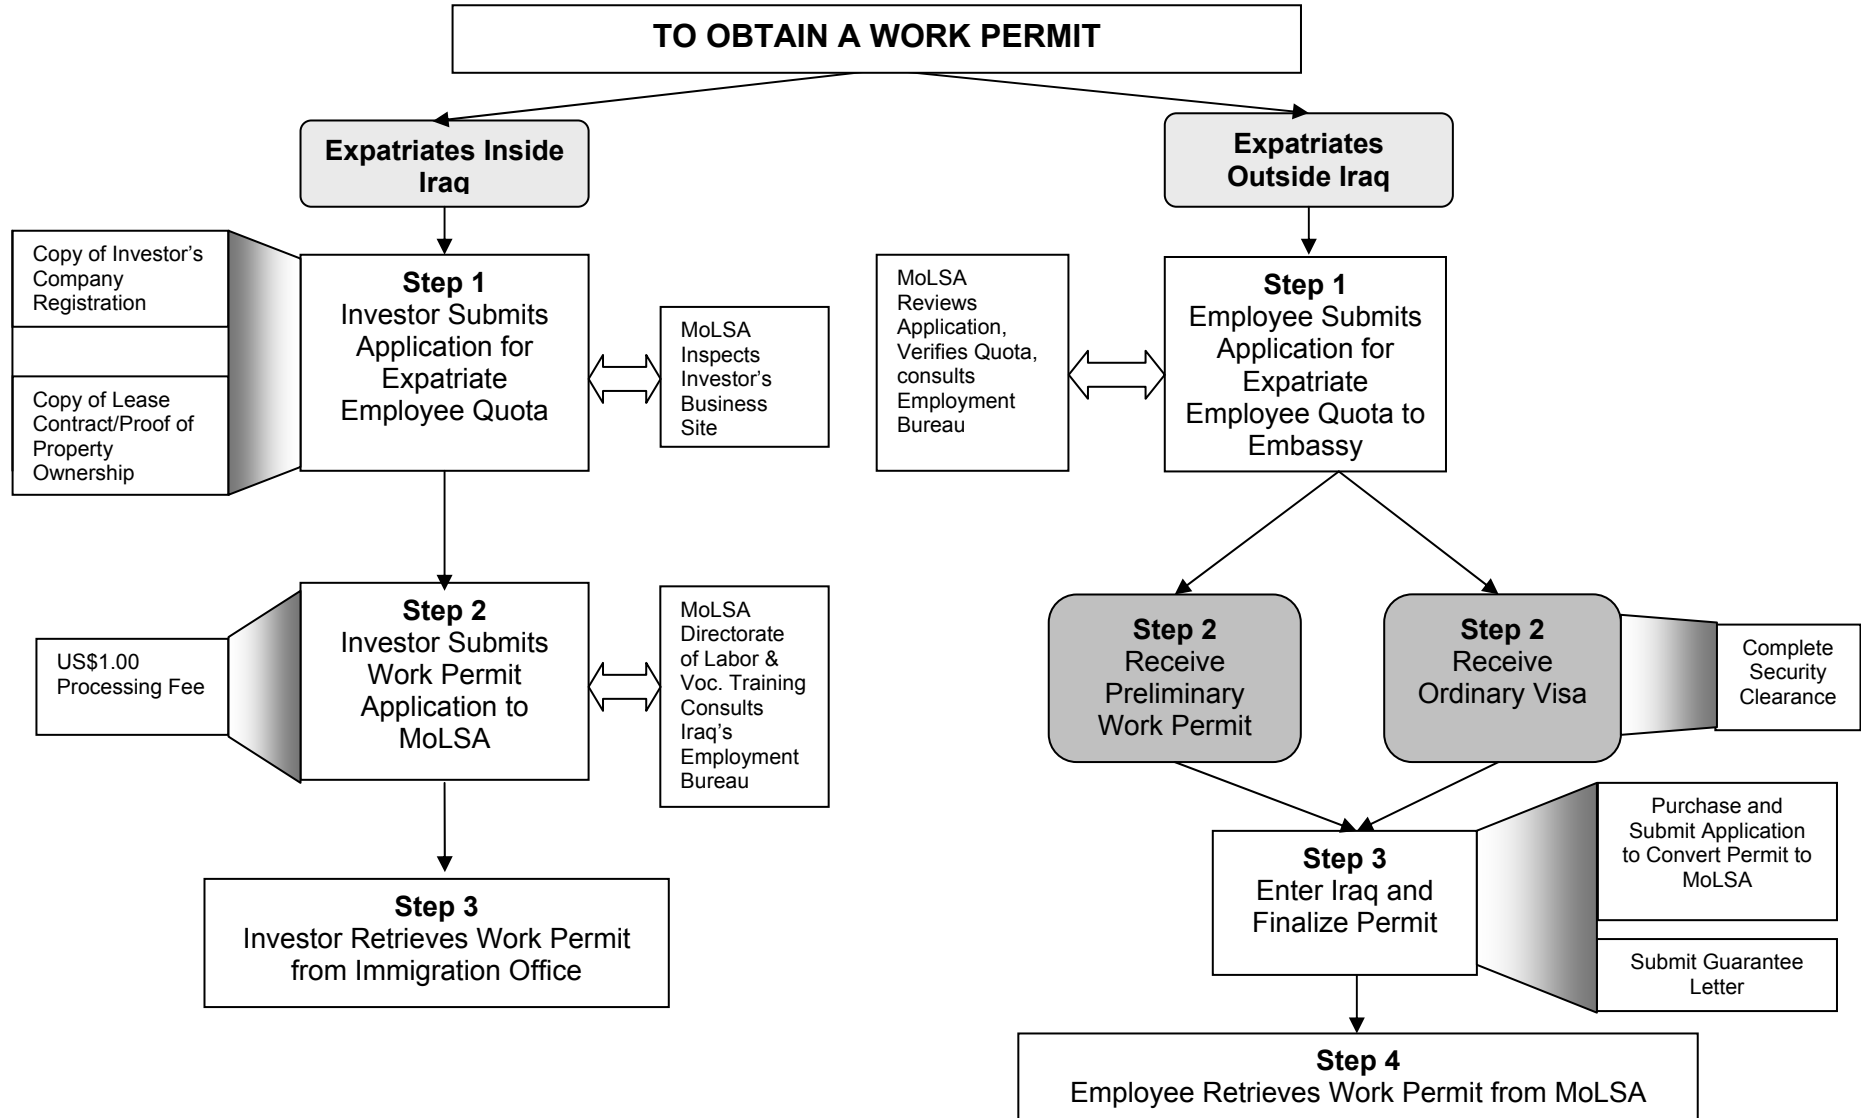 TO OBTAIN A WORK PERMIT
Expatriates Inside
Iraq
Copy of Investor’s
Company
Registration
Copy of Lease
Contract/Proof of
Property
Ownership
Step 1
Investor Submits
Application for
Expatriate
Employee Quota
MoLSA
Inspects
Investor’s
Business
Site
US$1.00
Processing Fee
Step 2
Investor Submits
Work Permit
Application to
MoLSA
MoLSA
Directorate
of Labor &
Voc. Training
Consults
Iraq’s
Employment
Bureau
Step 3
Investor Retrieves Work Permit
from Immigration Office
Expatriates
Outside Iraq
MoLSA
Reviews
Application,
Verifies Quota,
consults
Employment
Bureau
Step 1
Employee Submits
Application for
Expatriate
Employee Quota to
Embassy
Step 2
Receive
Preliminary
Work Permit
Step 2
Receive
Ordinary Visa
Complete
Security
Clearance
Step 3
Enter Iraq and
Finalize Permit
Purchase and
Submit Application
to Convert Permit to
MoLSA
Submit Guarantee
Letter
Step 4
Employee Retrieves Work Permit from MoLSA